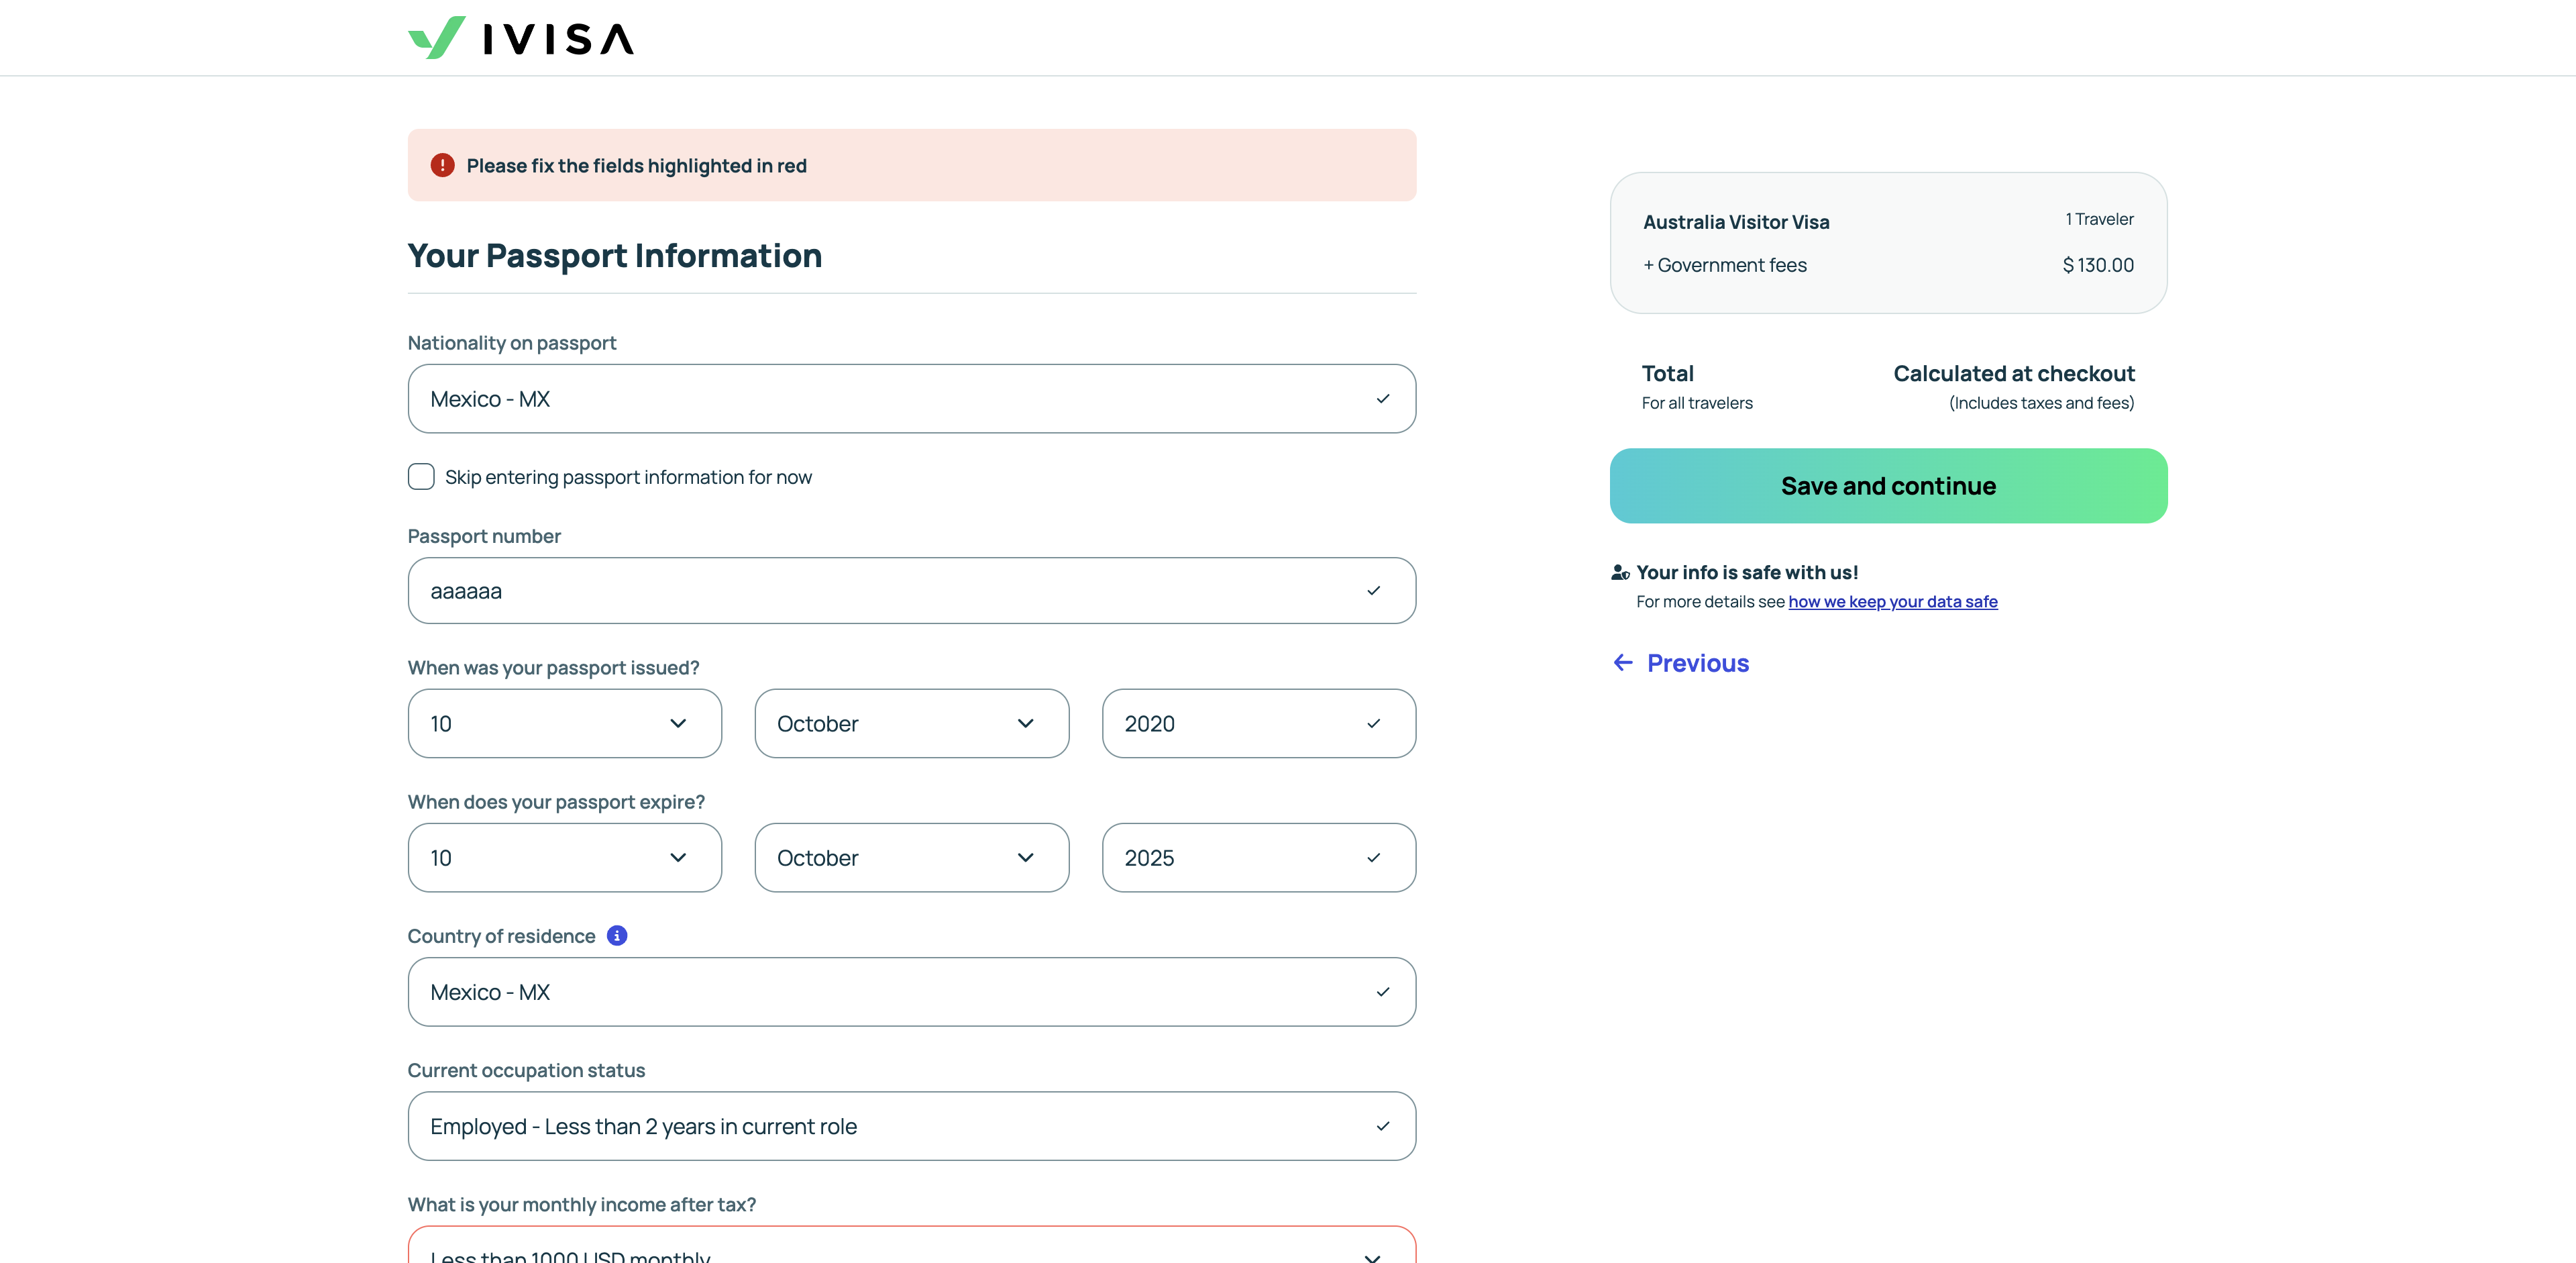 IVISA
Please fix the fields highlighted in red
Your Passport Information
Nationality on passport
Mexico - MX
Skip entering passport information for now
Passport number
aaaaaa
When was your passport issued?
10 October 2020
When does your passport expire?
10 October 2025
Country of residence
Mexico - MX
Current occupation status
Employed - Less than 2 years in current role
What is your monthly income after tax?
Less than 1000 USD monthly
Australia Visitor Visa 1 Traveler
+ Government fees $ 130.00
Total Calculated at checkout
For all travelers (Includes taxes and fees)
Save and continue
Your info is safe with us!
For more details see how we keep your data safe
← Previous